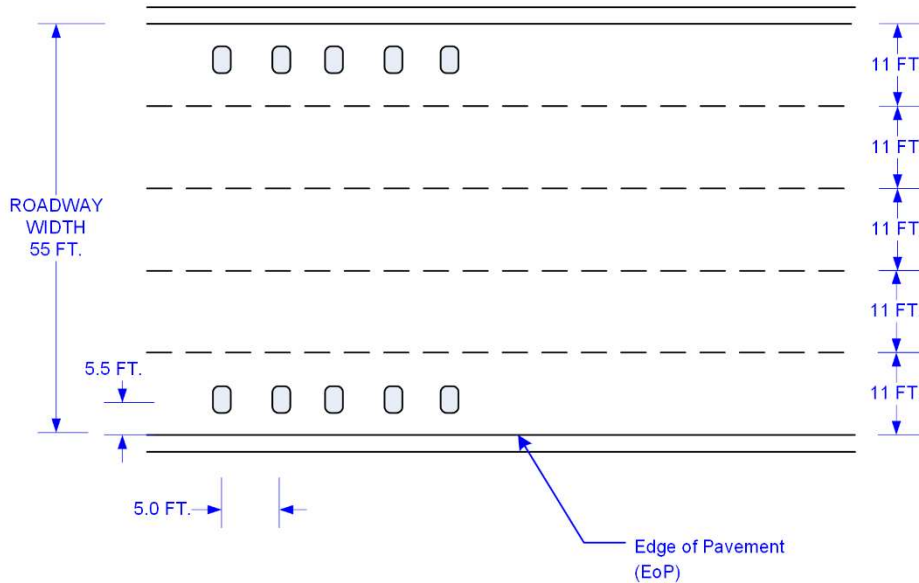 11 FT
11 FT
ROADWAY
WIDTH
55 FT.
11 FT
11 FT
5.5 FT.
11 FT
5.0 FT.
Edge of Pavement
(EoP)